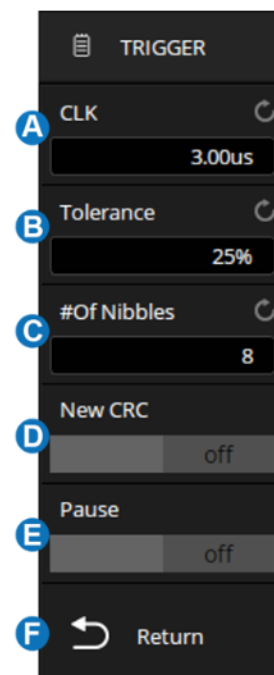 TRIGGER
A
CLK
3.00us
B
Tolerance
25%
C
#Of Nibbles
8
D
New CRC
off
E
Pause
off
F
Return